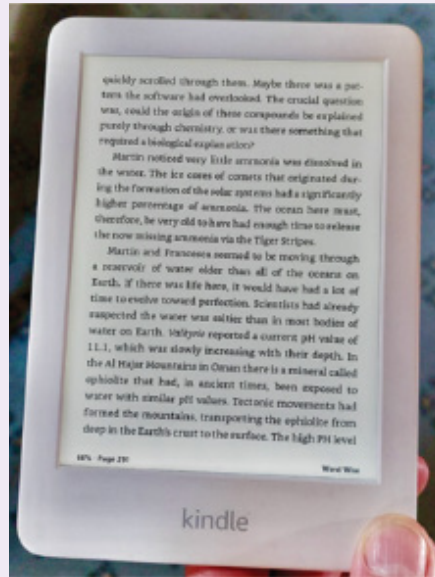 quickly scrolled through them. Maybe there was a pat-
tern the software had overlooked. The crucial question
was, could the origin of these compounds be explained
purely through chemistry, or was there something that
required a biological explanation?
Martin noticed very little ammonia was dissolved in
the water. The ice cores of comets that originated dur-
ing the formation of the solar systems had a significantly
higher percentage of ammonia. The ocean here must,
therefore, be very old to have had enough time to release
the now missing ammonia via the Tiger Stripes.
Martin and Francesca seemed to be moving through
a reservoir of water older than all of the oceans on
Earth. If there was life here, it would have had a lot of
time to evolve toward perfection. Scientists had already
suspected the water was saltier than in most bodies of
water on Earth. Valkyrie reported a current pH value of
11.1, which was slowly increasing with their depth. In
the Al Hajar Mountains in Oman there is a mineral called
ophiolite that had, in ancient times, been exposed to
water with similar pH values. Tectonic movements had
formed the mountains, transporting the ophiolite from
deep in the Earth's crust to the surface. The high PH level
Page
Word Wise
kindle